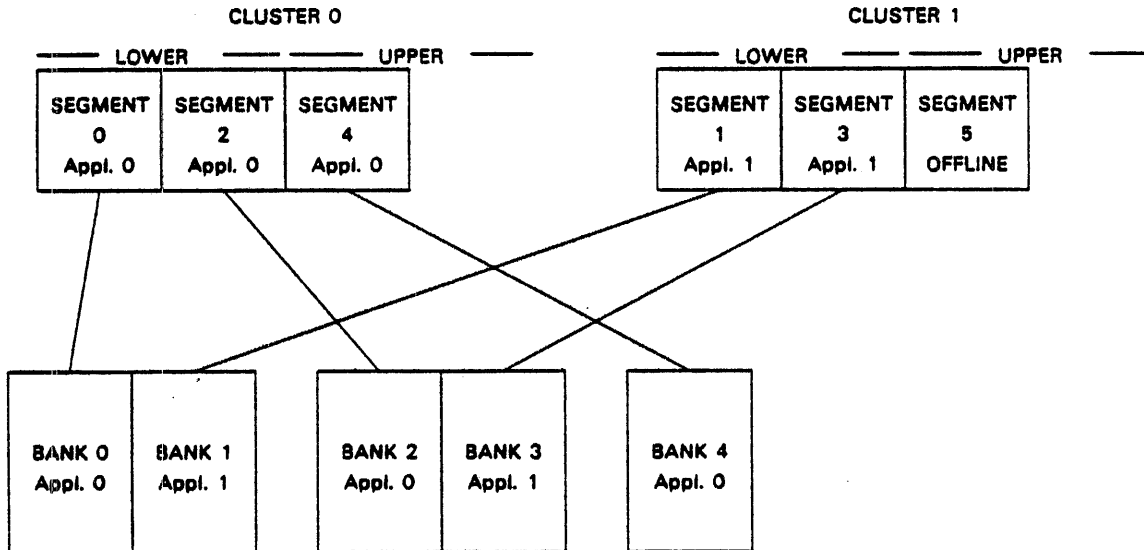 CLUSTER 0
CLUSTER 1
LOWER
UPPER
LOWER
UPPER
SEGMENT
0
Appl. 0
SEGMENT
2
Appl. 0
SEGMENT
4
Appl. 0
SEGMENT
1
Appl. 1
SEGMENT
3
Appl. 1
SEGMENT
5
OFFLINE
BANK 0
Appl. 0
BANK 1
Appl. 1
BANK 2
Appl. 0
BANK 3
Appl. 1
BANK 4
Appl. 0